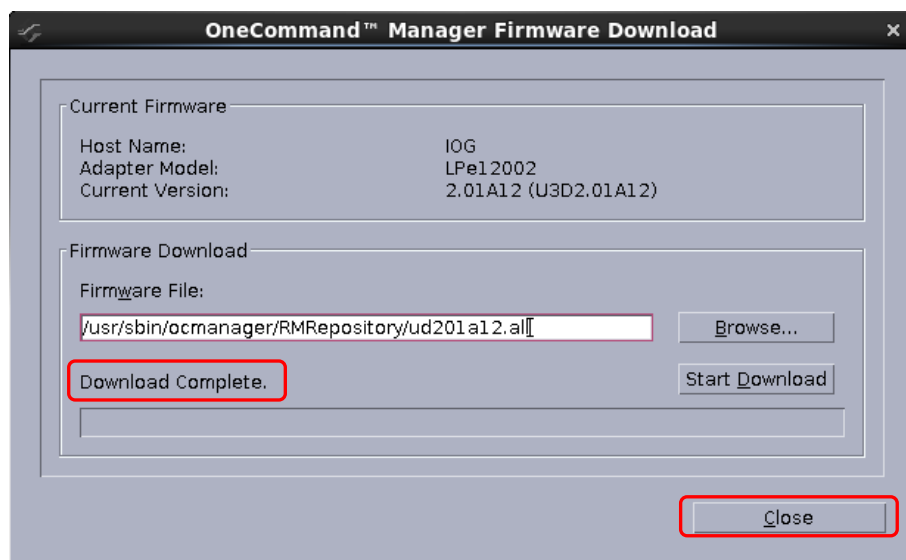 OneCommand™ Manager Firmware Download
Current Firmware
Host Name: IOG
Adapter Model: LPe12002
Current Version: 2.01A12 (U3D2.01A12)
Firmware Download
Firmware File:
/usr/sbin/ocmanager/RMRepository/ud201a12.all
Browse...
Download Complete.
Start Download
Close